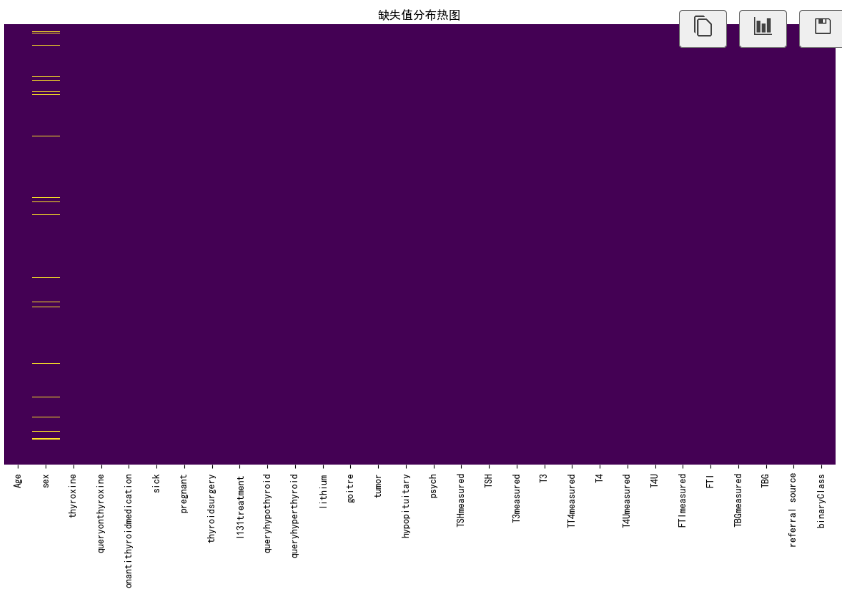 缺失值分布热图
Age
sex
thyroxine
queryonthyroxine
onantithyroidmedication
sick
pregnant
thyroidsurgery
I131treatment
queryhypothyroid
queryhyperthyroid
lithium
goitre
tumor
hypopituitary
psych
TSHmeasured
TSH
T3measured
T3
TT4measured
T4
T4Umeasured
T4U
FTImeasured
FTI
TBGmeasured
TBG
referral source
binaryClass